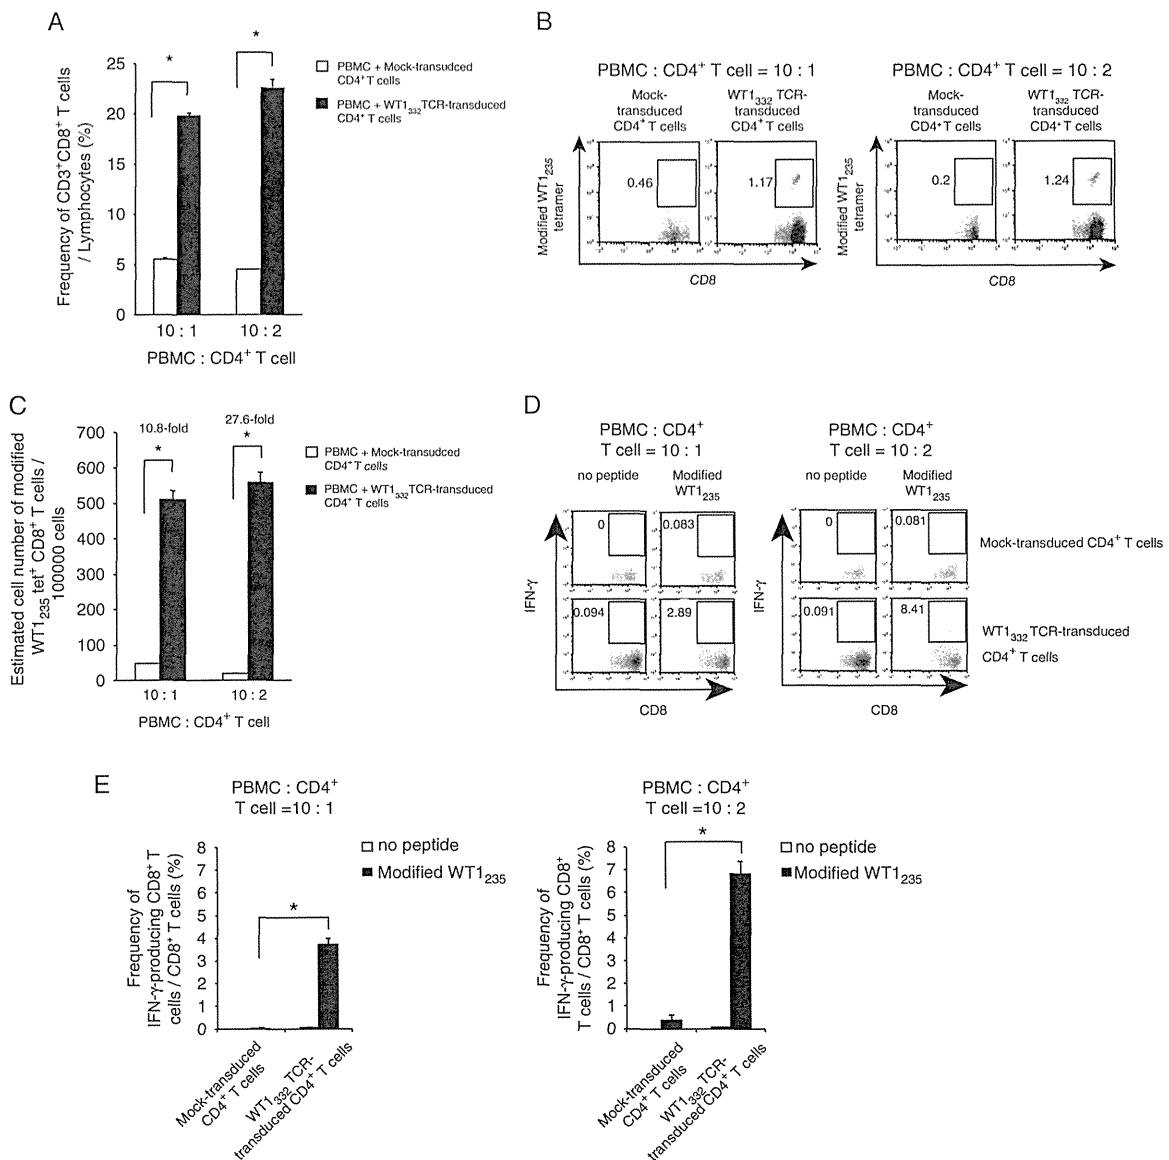 A
Frequency of CD3⁺CD8⁺ T cells
/ Lymphocytes (%)
25
20
15
10
5
0
*
*
10 : 1
10 : 2
PBMC : CD4⁺ T cell
PBMC + Mock-transudced
CD4⁺ T cells
PBMC + WT1₃₃₂TCR-transduced
CD4⁺ T cells
B
PBMC : CD4⁺ T cell = 10 : 1
Mock-
transduced
CD4⁺ T cells
WT1₃₃₂ TCR-
transduced
CD4⁺ T cells
Modified WT1₂₃₅
tetramer
0.46
1.17
CD8
PBMC : CD4⁺ T cell = 10 : 2
Mock-
transduced
CD4⁺ T cells
WT1₃₃₂ TCR-
transduced
CD4⁺ T cells
Modified WT1₂₃₅
tetramer
0.2
1.24
CD8
C
Estimated cell number of modified
WT1₂₃₅ tet⁺ CD8⁺ T cells /
100000 cells
700
600
500
400
300
200
100
0
10.8-fold
*
27.6-fold
*
10 : 1
10 : 2
PBMC : CD4⁺ T cell
PBMC + Mock-transudced
CD4⁺ T cells
PBMC + WT1₃₃₂TCR-transduced
CD4⁺ T cells
D
PBMC : CD4⁺
T cell = 10 : 1
no peptide
Modified
WT1₂₃₅
IFN-γ
0
0.083
0.094
2.89
CD8
PBMC : CD4⁺
T cell = 10 : 2
no peptide
Modified
WT1₂₃₅
IFN-γ
0
0.081
0.091
8.41
CD8
Mock-transduced CD4⁺ T cells
WT1₃₃₂ TCR-transduced
CD4⁺ T cells
E
PBMC : CD4⁺
T cell =10 : 1
Frequency of
IFN-γ-producing CD8⁺ T
cells / CD8⁺ T cells (%)
8
7
6
5
4
3
2
1
0
*
no peptide
Modified WT1₂₃₅
Mock-transduced
CD4⁺ T cells
WT1₃₃₂ TCR-
transduced CD4⁺ T cells
PBMC : CD4⁺
T cell =10 : 2
Frequency of
IFN-γ-producing CD8⁺
T cells / CD8⁺ T cells (%)
8
7
6
5
4
3
2
1
0
*
no peptide
Modified WT1₂₃₅
Mock-transduced
CD4⁺ T cells
WT1₃₃₂ TCR-
transduced CD4⁺ T cells